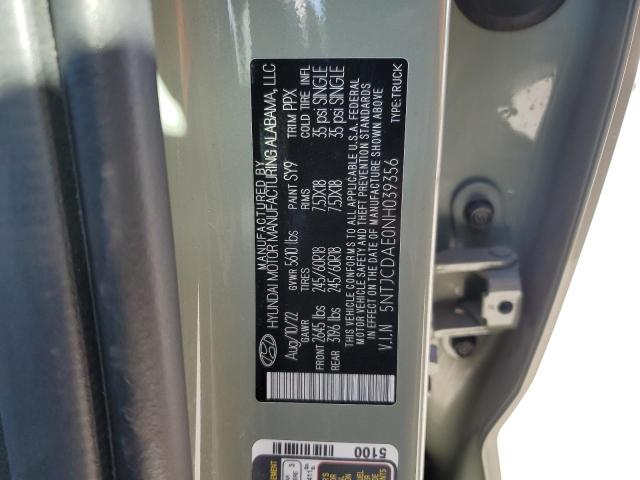 MANUFACTURED BY
HYUNDAI MOTOR MANUFACTURING ALABAMA, LLC
Aug/10/22 GVWR 5610 lbs PAINT SY9 TRIM PPX
GAWR TIRES RIMS COLD TIRE INFL
FRONT 2645 lbs 245/60R18 7,5JX18 35 psi SINGLE
REAR 3196 lbs 245/60R18 7,5JX18 35 psi SINGLE
THIS VEHICLE CONFORMS TO ALL APPLICABLE U.S.A. FEDERAL
MOTOR VEHICLE SAFETY AND THEFT PREVENTION STANDARDS
IN EFFECT ON THE DATE OF MANUFACTURE SHOWN ABOVE
V.I.N 5NTJCDAE0NH039356 TYPE:TRUCK
5100